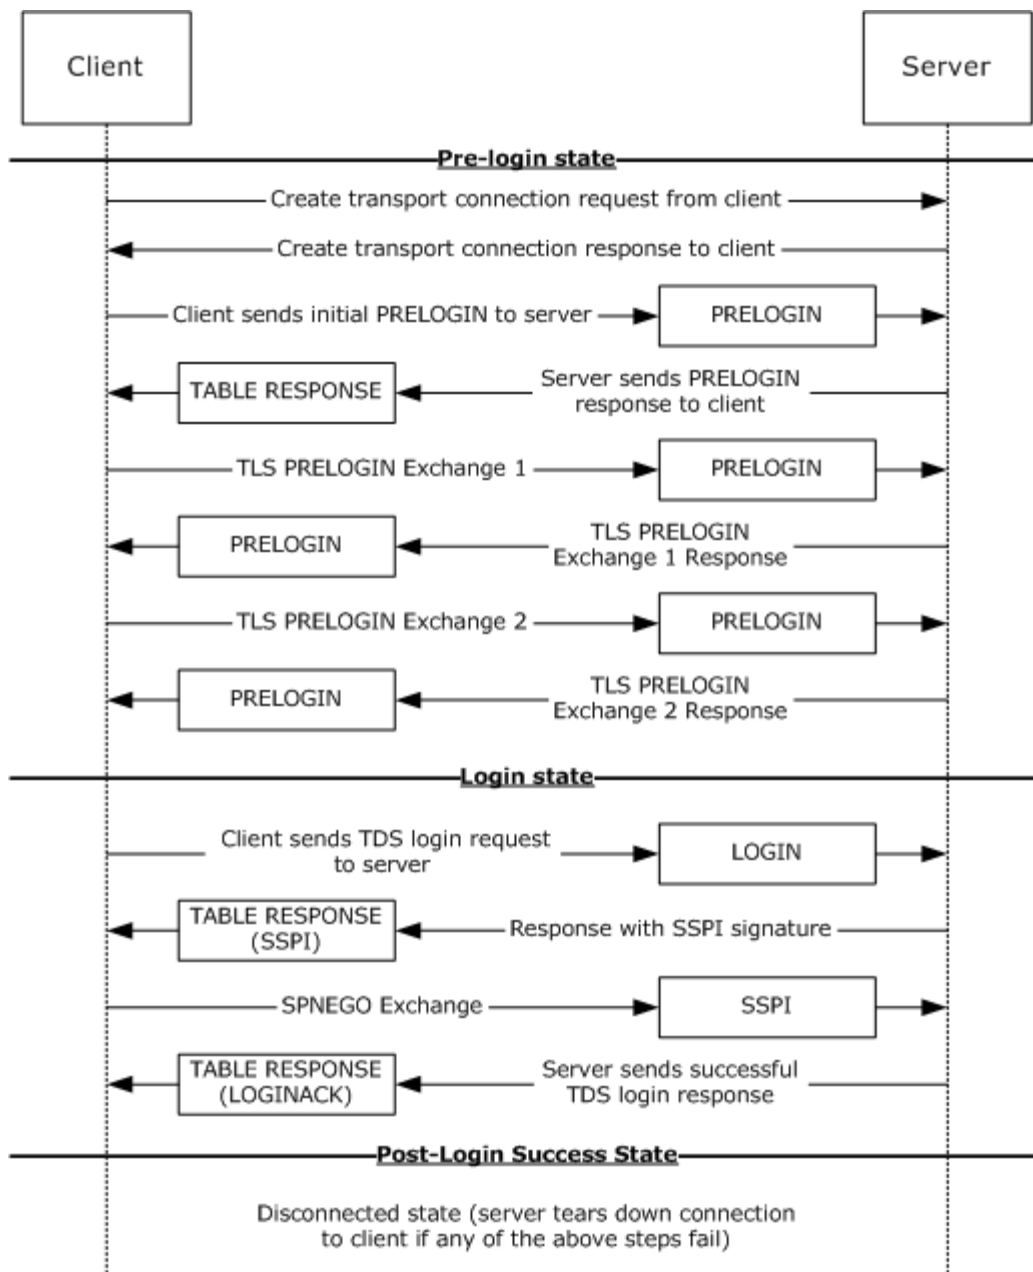 Client
Server
Pre-login state
Create transport connection request from client
Create transport connection response to client
Client sends initial PRELOGIN to server
PRELOGIN
TABLE RESPONSE
Server sends PRELOGIN
response to client
TLS PRELOGIN Exchange 1
PRELOGIN
PRELOGIN
TLS PRELOGIN
Exchange 1 Response
TLS PRELOGIN Exchange 2
PRELOGIN
PRELOGIN
TLS PRELOGIN
Exchange 2 Response
Login state
Client sends TDS login request
to server
LOGIN
TABLE RESPONSE
(SSPI)
Response with SSPI signature
SPNEGO Exchange
SSPI
TABLE RESPONSE
(LOGINACK)
Server sends successful
TDS login response
Post-Login Success State
Disconnected state (server tears down connection
to client if any of the above steps fail)